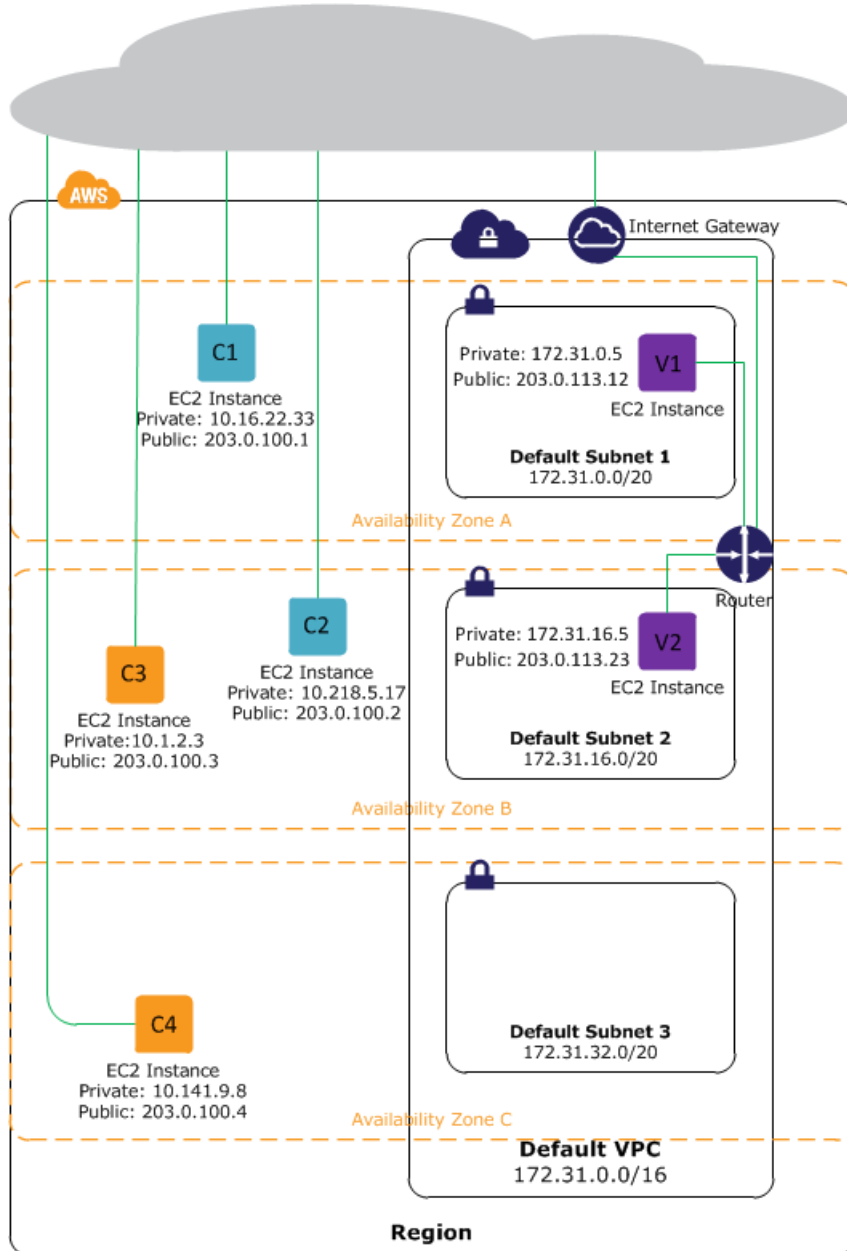 AWS
Internet Gateway
C1
EC2 Instance
Private: 10.16.22.33
Public: 203.0.100.1
Private: 172.31.0.5
Public: 203.0.113.12
V1
EC2 Instance
Default Subnet 1
172.31.0.0/20
Availability Zone A
Router
C2
EC2 Instance
Private: 10.218.5.17
Public: 203.0.100.2
C3
EC2 Instance
Private:10.1.2.3
Public: 203.0.100.3
Private: 172.31.16.5
Public: 203.0.113.23
V2
EC2 Instance
Default Subnet 2
172.31.16.0/20
Availability Zone B
C4
EC2 Instance
Private: 10.141.9.8
Public: 203.0.100.4
Default Subnet 3
172.31.32.0/20
Availability Zone C
Default VPC
172.31.0.0/16
Region